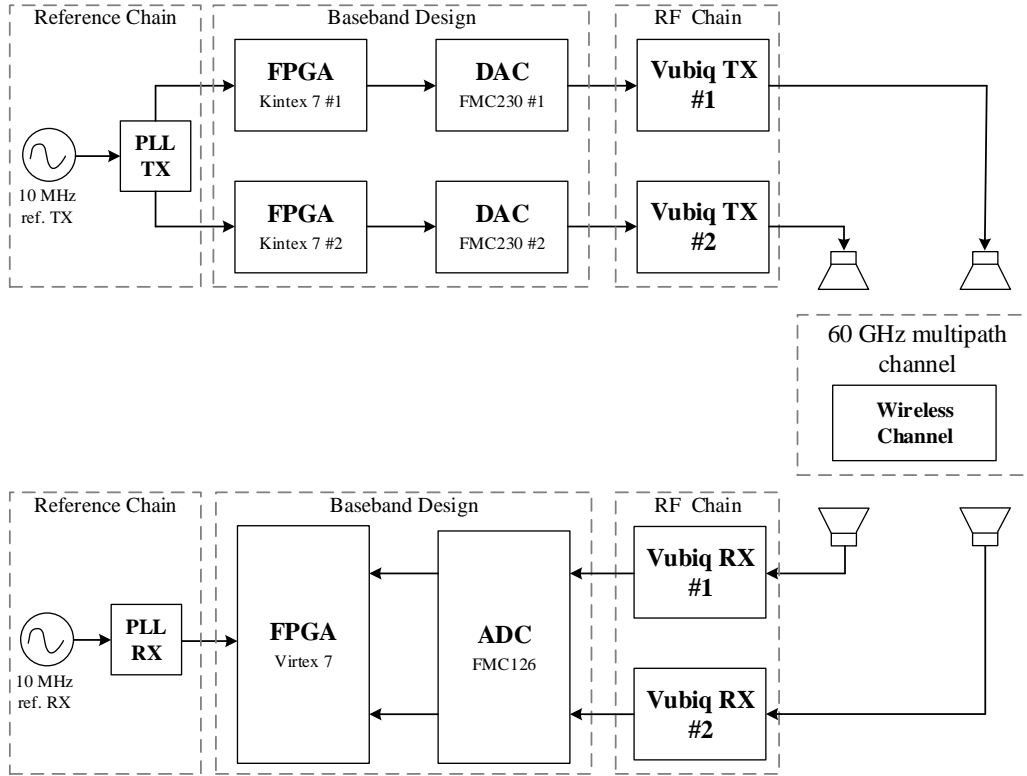 Reference Chain
Baseband Design
RF Chain
FPGA
Kintex 7 #1
DAC
FMC230 #1
Vubiq TX
#1
PLL
TX
10 MHz
ref. TX
FPGA
Kintex 7 #2
DAC
FMC230 #2
Vubiq TX
#2
60 GHz multipath
channel
Wireless
Channel
Reference Chain
Baseband Design
RF Chain
Vubiq RX
#1
PLL
RX
10 MHz
ref. RX
FPGA
Virtex 7
ADC
FMC126
Vubiq RX
#2